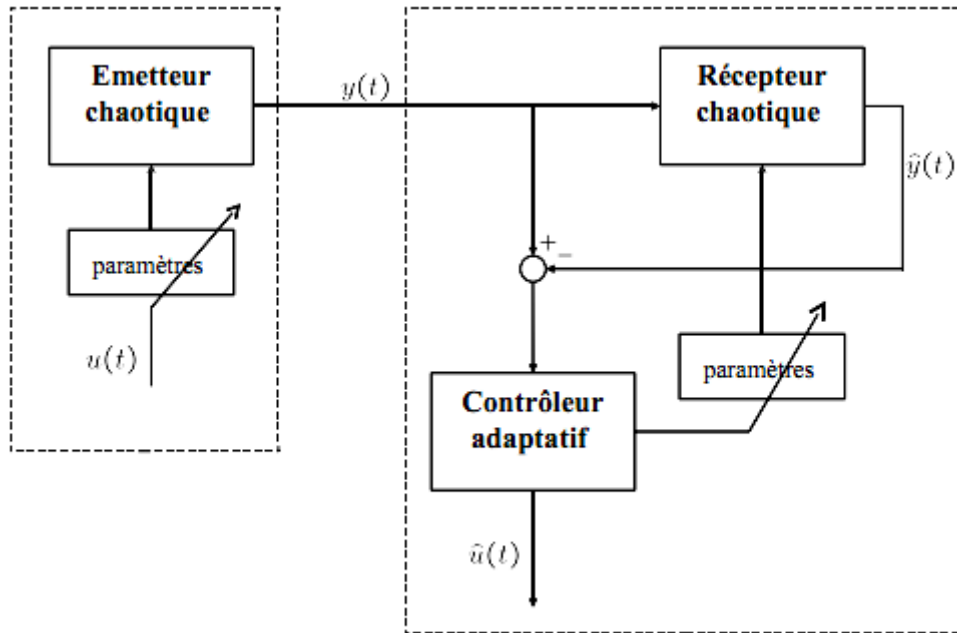 Emetteur
chaotique
y(t)
Récepteur
chaotique
ŷ(t)
paramètres
u(t)
+
−
paramètres
Contrôleur
adaptatif
û(t)